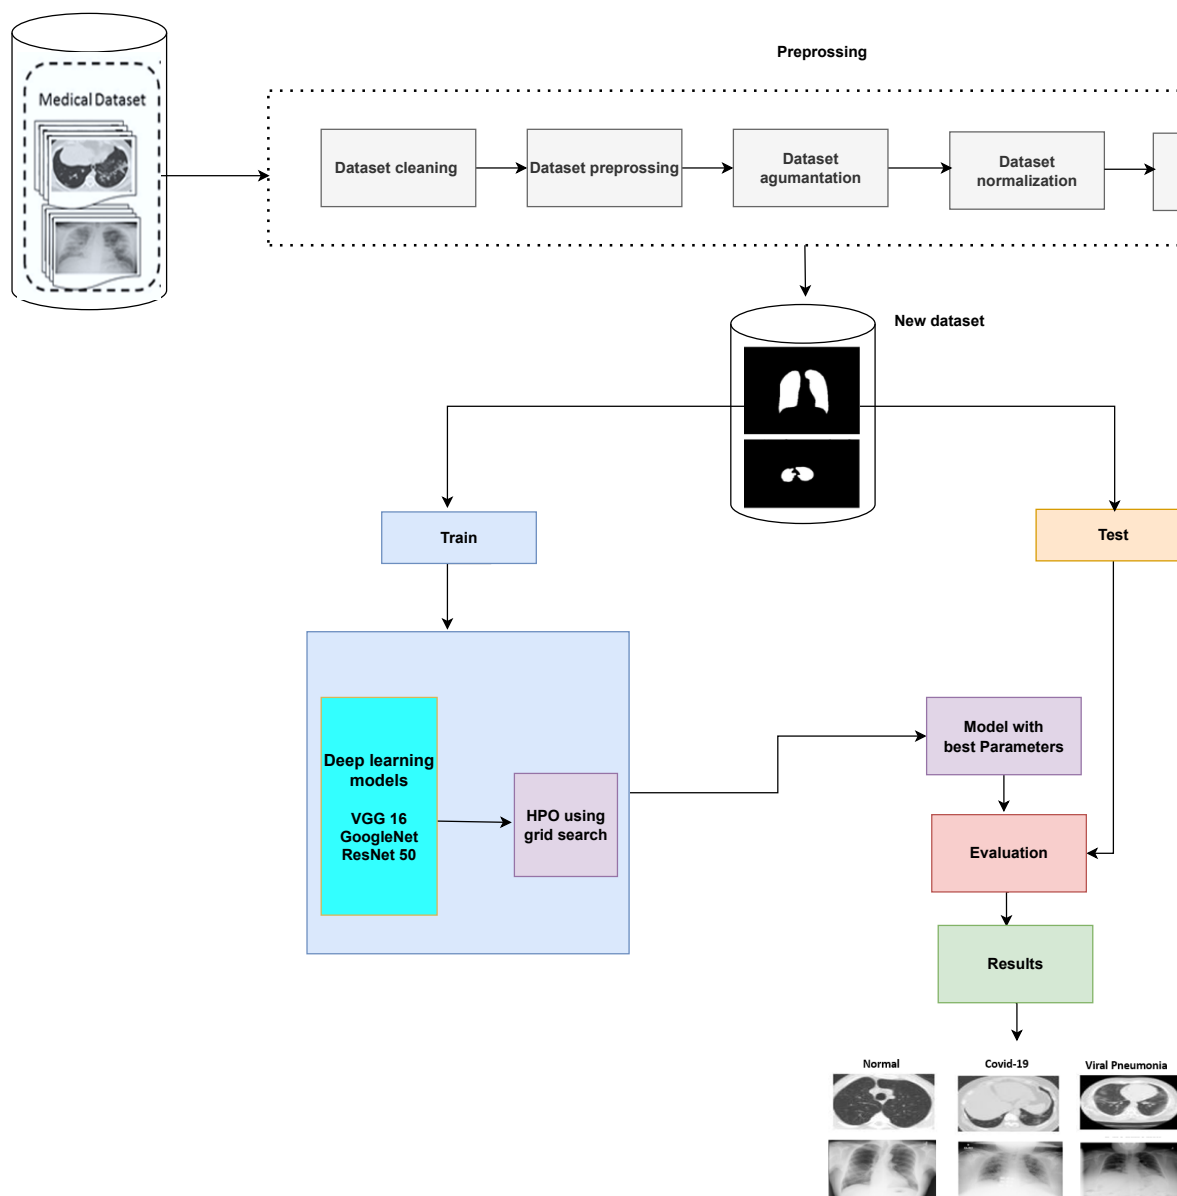 Preprossing
Medical Dataset
Dataset cleaning
Dataset preprossing
Dataset
agumantation
Dataset
normalization
New dataset
Train
Test
Deep learning
models
VGG 16
GoogleNet
ResNet 50
HPO using
grid search
Model with
best Parameters
Evaluation
Results
Normal
Covid-19
Viral Pneumonia